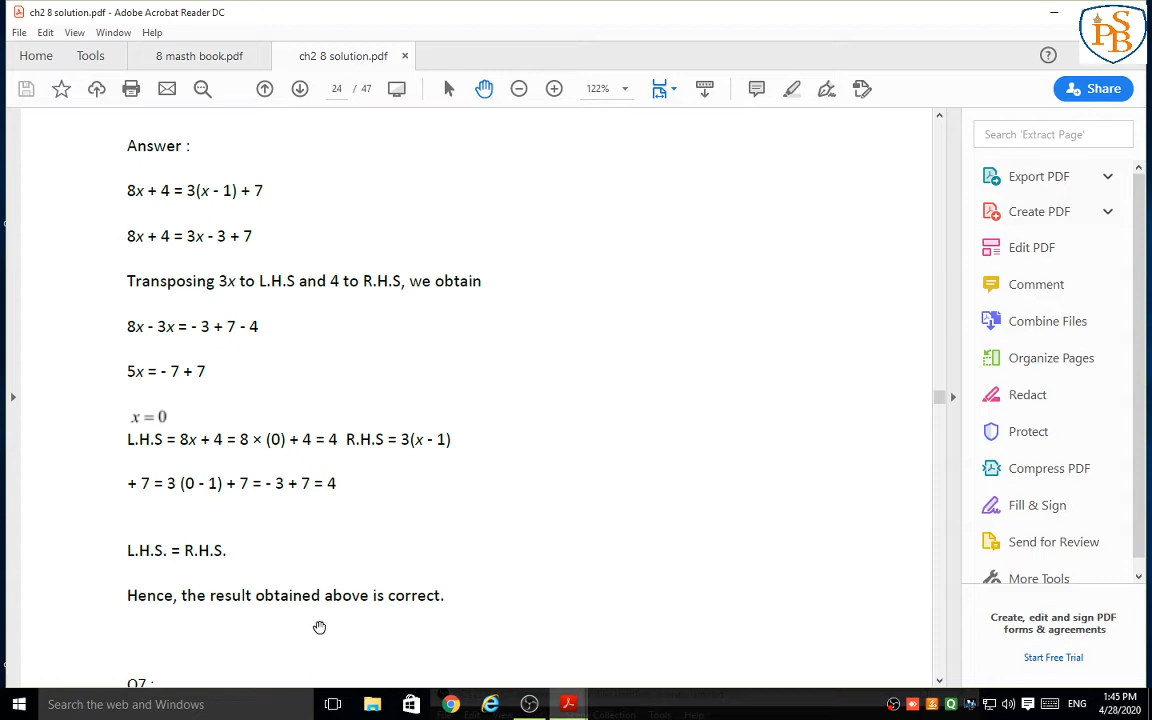 ch2 8 solution.pdf - Adobe Acrobat Reader DC
File Edit View Window Help
PSB
Home Tools 8 masth book.pdf ch2 8 solution.pdf ×
24 / 47 122% Share
Answer :
8x + 4 = 3(x - 1) + 7
8x + 4 = 3x - 3 + 7
Transposing 3x to L.H.S and 4 to R.H.S, we obtain
8x - 3x = - 3 + 7 - 4
5x = - 7 + 7
x = 0
L.H.S = 8x + 4 = 8 × (0) + 4 = 4 R.H.S = 3(x - 1)
+ 7 = 3 (0 - 1) + 7 = - 3 + 7 = 4
L.H.S. = R.H.S.
Hence, the result obtained above is correct.
Q7 :
Search 'Extract Page'
Export PDF
Create PDF
Edit PDF
Comment
Combine Files
Organize Pages
Redact
Protect
Compress PDF
Fill & Sign
Send for Review
More Tools
Create, edit and sign PDF
forms & agreements
Start Free Trial
Search the web and Windows
ENG
1:45 PM
4/28/2020